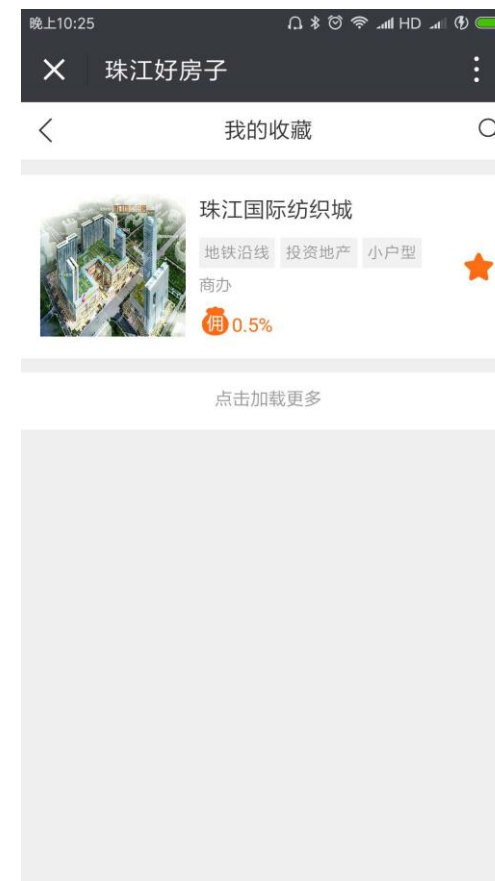 晚上10:25 HD
珠江好房子
我的收藏
珠江国际纺织城
地铁沿线 投资地产 小户型
商办
佣 0.5%
点击加载更多